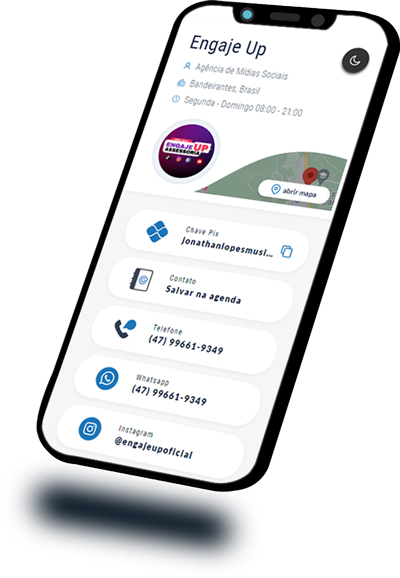 Engaje Up
Agência de Mídias Sociais
Bandeirantes, Brasil
Segunda - Domingo 08:00 - 21:00
ENGAJE UP
ASSESSORIA
abrir mapa
Chave Pix
jonathanlopesmusi...
Contato
Salvar na agenda
Telefone
(47) 99661-9349
Whatsapp
(47) 99661-9349
Instagram
@engajeupoficial